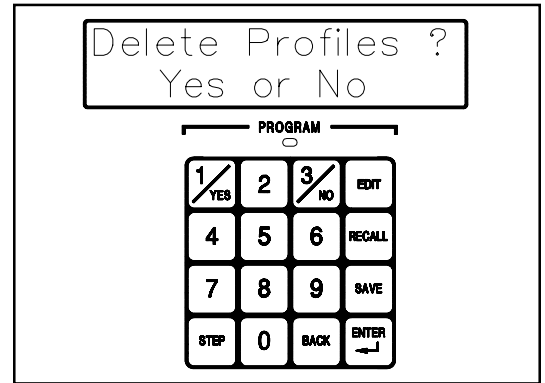 Delete Profiles ?
Yes or No
PROGRAM
1/YES 2 3/NO EDIT
4 5 6 RECALL
7 8 9 SAVE
STEP 0 BACK ENTER